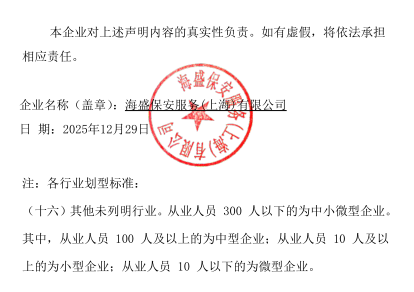 本企业对上述声明内容的真实性负责。如有虚假，将依法承担
相应责任。
企业名称（盖章）：海盛保安服务（上海）有限公司
日 期：2025年12月29日
海盛保安服务（上海）有限公司
注：各行业划型标准：
（十六）其他未列明行业。从业人员 300 人以下的为中小微型企业。
其中，从业人员 100 人及以上的为中型企业；从业人员 10 人及以
上的为小型企业；从业人员 10 人以下的为微型企业。